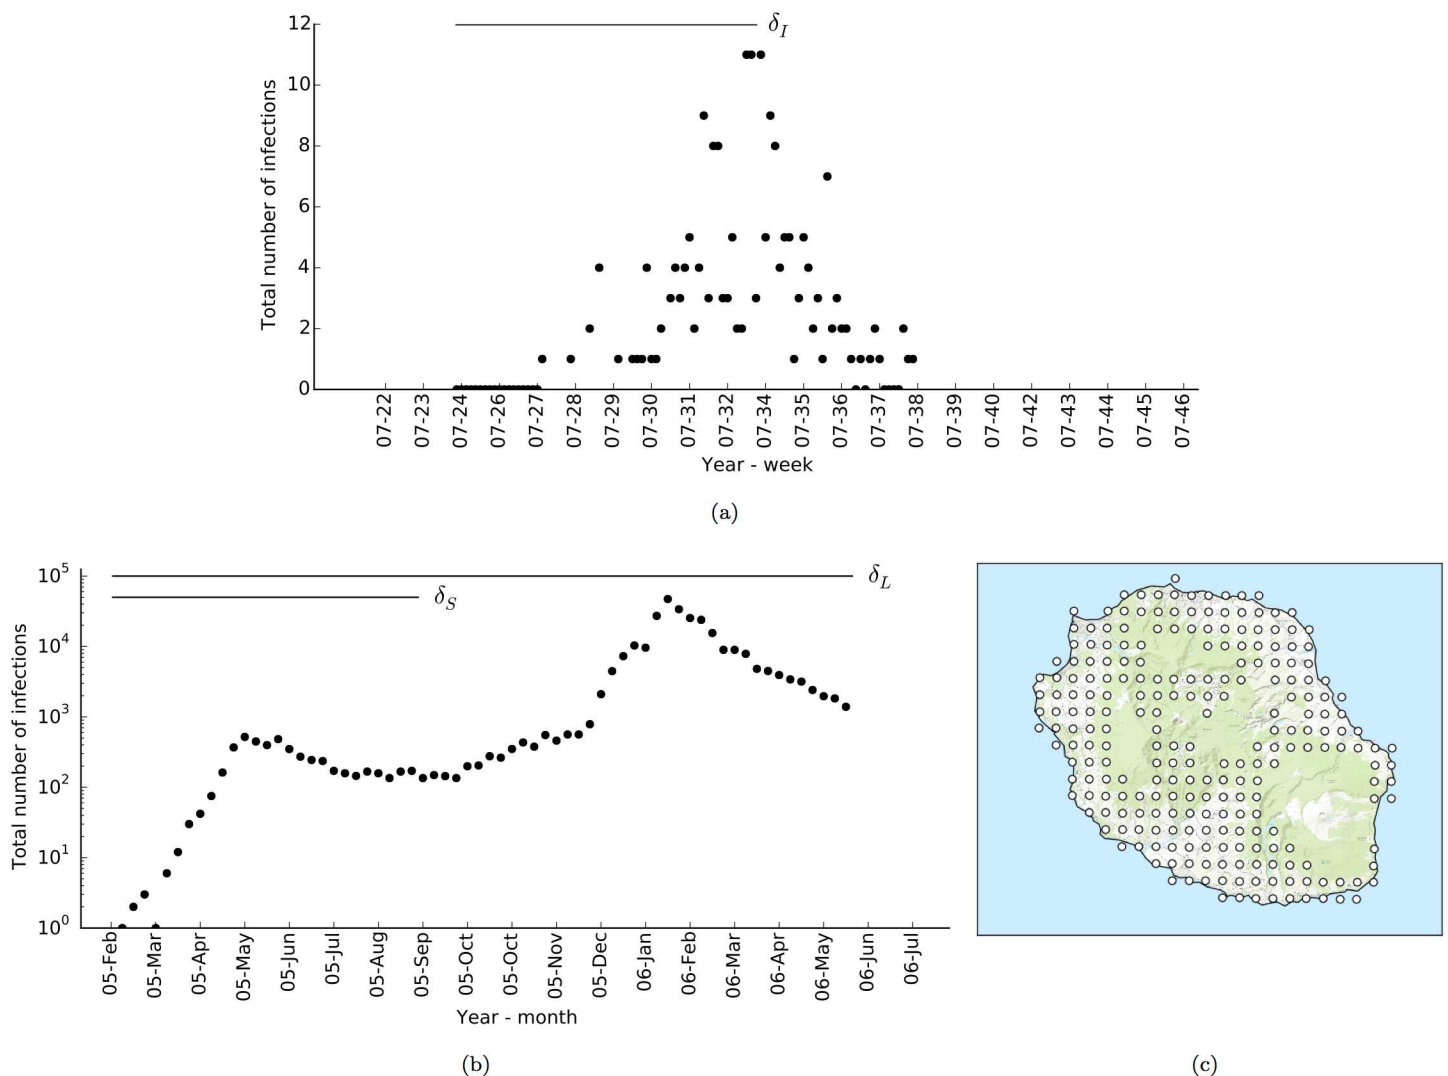 δ_I
12
10
8
6
4
2
0
Total number of infections
07-22 07-23 07-24 07-26 07-27 07-28 07-29 07-30 07-31 07-32 07-34 07-35 07-36 07-37 07-38 07-39 07-40 07-42 07-43 07-44 07-45 07-46
Year - week
(a)
δ_L
δ_S
10^5
10^4
10^3
10^2
10^1
10^0
Total number of infections
05-Feb 05-Mar 05-Apr 05-May 05-Jun 05-Jul 05-Aug 05-Sep 05-Oct 05-Oct 05-Nov 05-Dec 06-Jan 06-Feb 06-Mar 06-Apr 06-May 06-Jun 06-Jul
Year - month
(b)
(c)